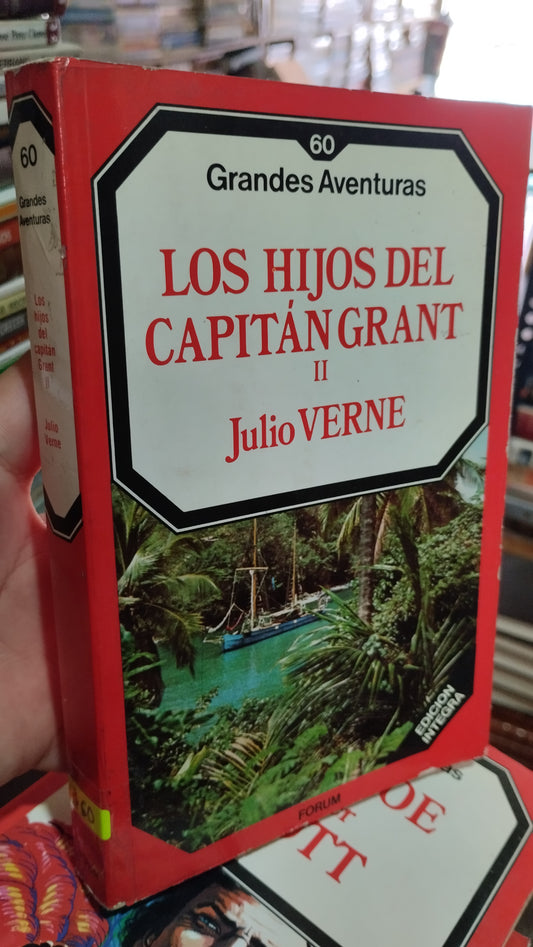 60
Grandes Aventuras
LOS HIJOS DEL
CAPITÁN GRANT
II
Julio VERNE
EDICION
INTEGRA
FORUM
60
Grandes
Aventuras
Los
hijos
del
capitán
Grant
II
Julio
Verne